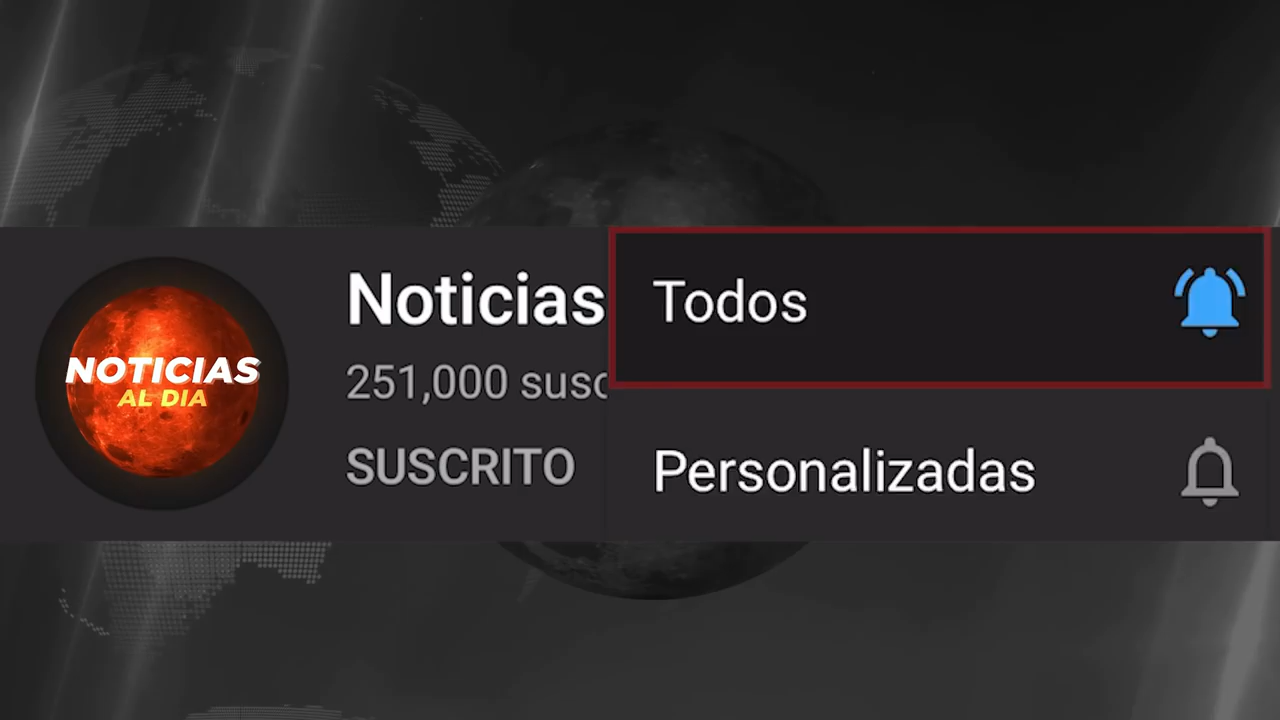 NOTICIAS
AL DIA
Noticias
251,000 susc
SUSCRITO
Todos
Personalizadas